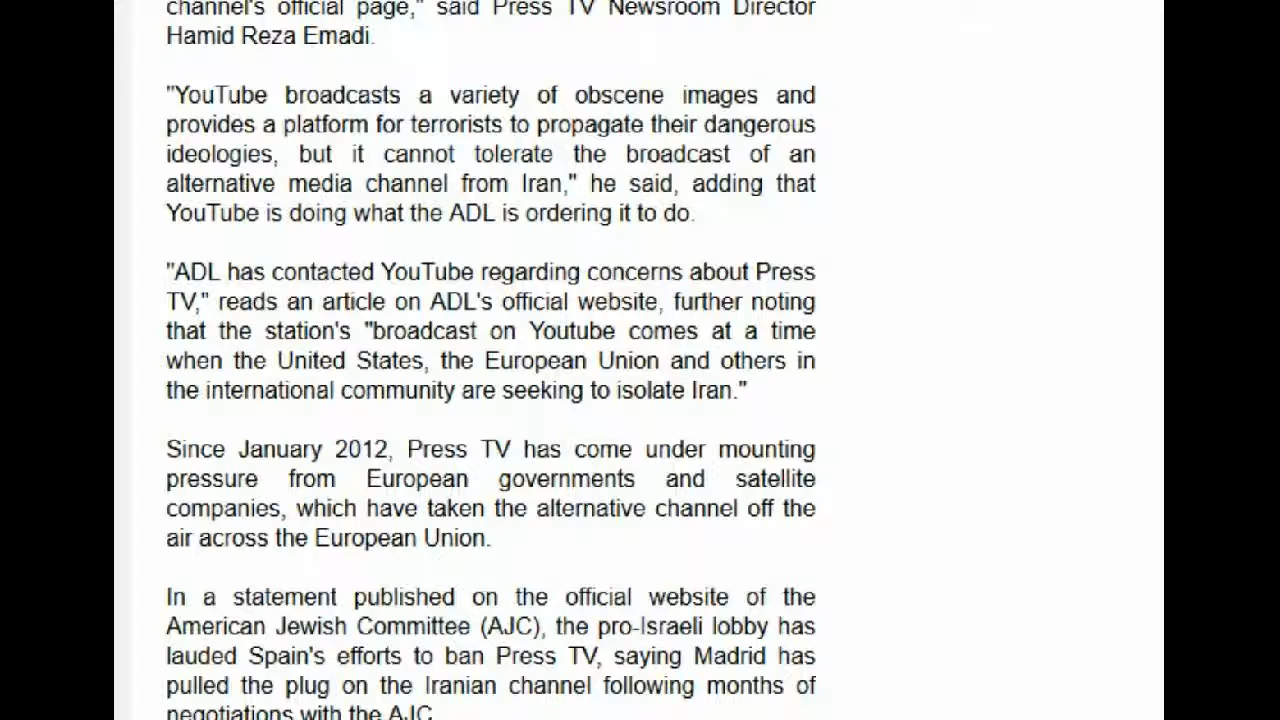 channel's official page," said Press TV Newsroom Director
Hamid Reza Emadi.
"YouTube broadcasts a variety of obscene images and
provides a platform for terrorists to propagate their dangerous
ideologies, but it cannot tolerate the broadcast of an
alternative media channel from Iran," he said, adding that
YouTube is doing what the ADL is ordering it to do.
"ADL has contacted YouTube regarding concerns about Press
TV," reads an article on ADL's official website, further noting
that the station's "broadcast on Youtube comes at a time
when the United States, the European Union and others in
the international community are seeking to isolate Iran."
Since January 2012, Press TV has come under mounting
pressure from European governments and satellite
companies, which have taken the alternative channel off the
air across the European Union.
In a statement published on the official website of the
American Jewish Committee (AJC), the pro-Israeli lobby has
lauded Spain's efforts to ban Press TV, saying Madrid has
pulled the plug on the Iranian channel following months of
negotiations with the AJC